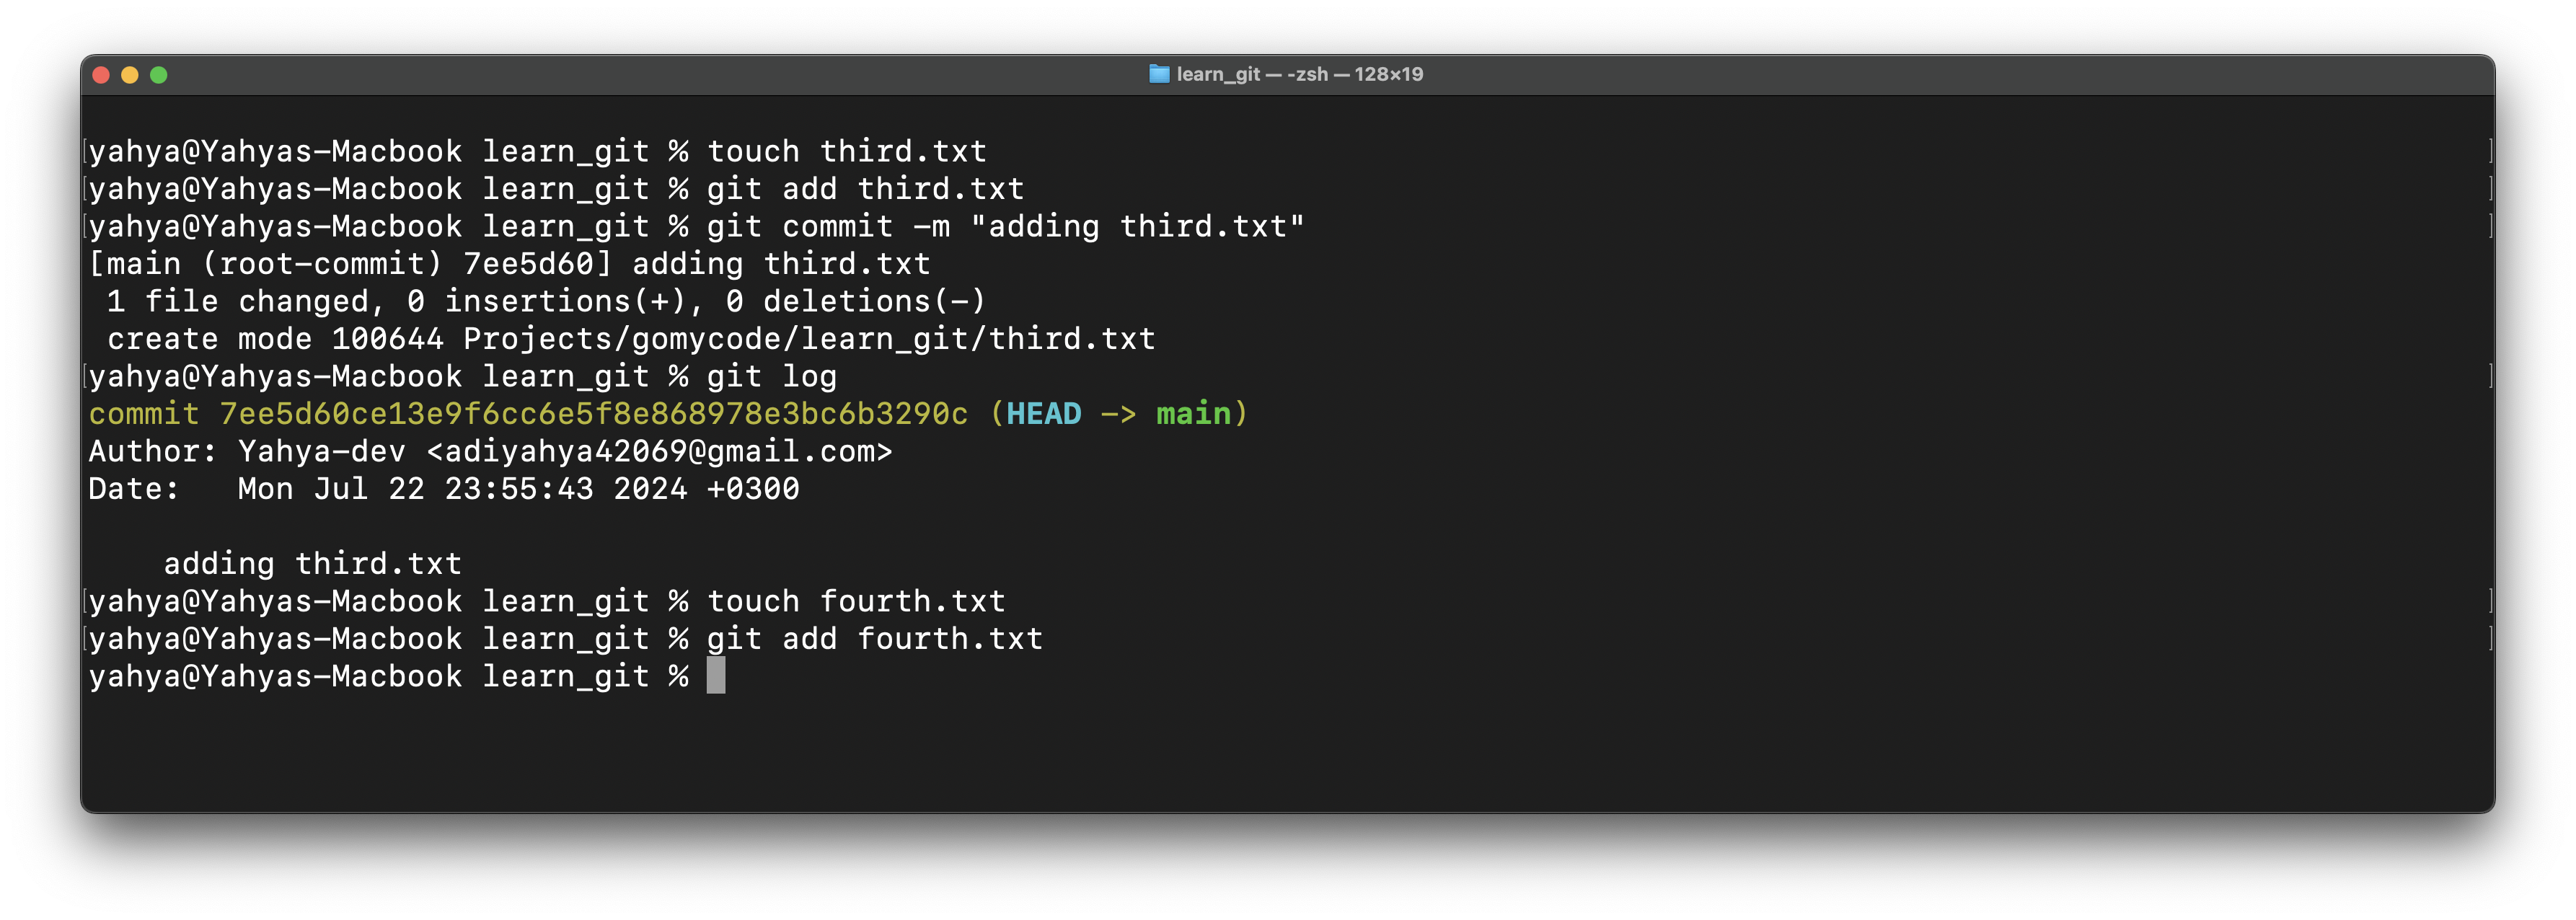 learn_git — -zsh — 128×19
yahya@Yahyas-Macbook learn_git % touch third.txt
yahya@Yahyas-Macbook learn_git % git add third.txt
yahya@Yahyas-Macbook learn_git % git commit -m "adding third.txt"
[main (root-commit) 7ee5d60] adding third.txt
 1 file changed, 0 insertions(+), 0 deletions(-)
 create mode 100644 Projects/gomycode/learn_git/third.txt
yahya@Yahyas-Macbook learn_git % git log
commit 7ee5d60ce13e9f6cc6e5f8e868978e3bc6b3290c (HEAD -> main)
Author: Yahya-dev <adiyahya42069@gmail.com>
Date:   Mon Jul 22 23:55:43 2024 +0300
    adding third.txt
yahya@Yahyas-Macbook learn_git % touch fourth.txt
yahya@Yahyas-Macbook learn_git % git add fourth.txt
yahya@Yahyas-Macbook learn_git %